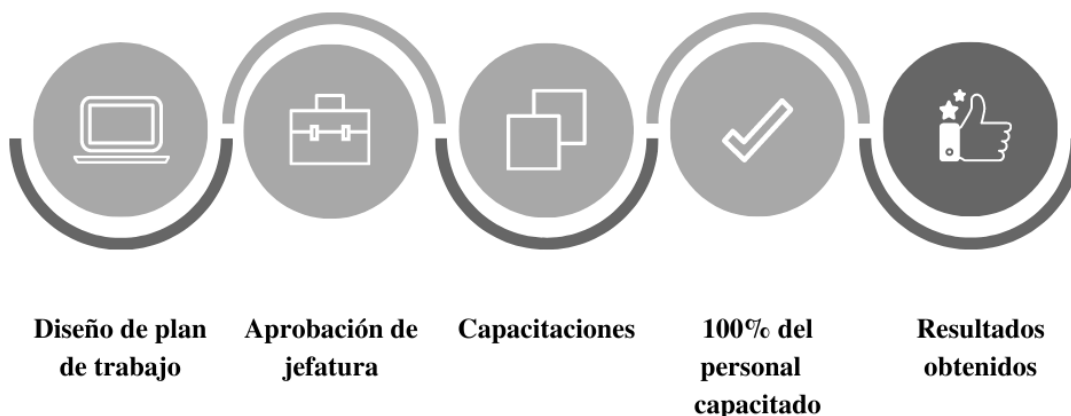 Diseño de plan
de trabajo
Aprobación de
jefatura
Capacitaciones
100% del
personal
capacitado
Resultados
obtenidos